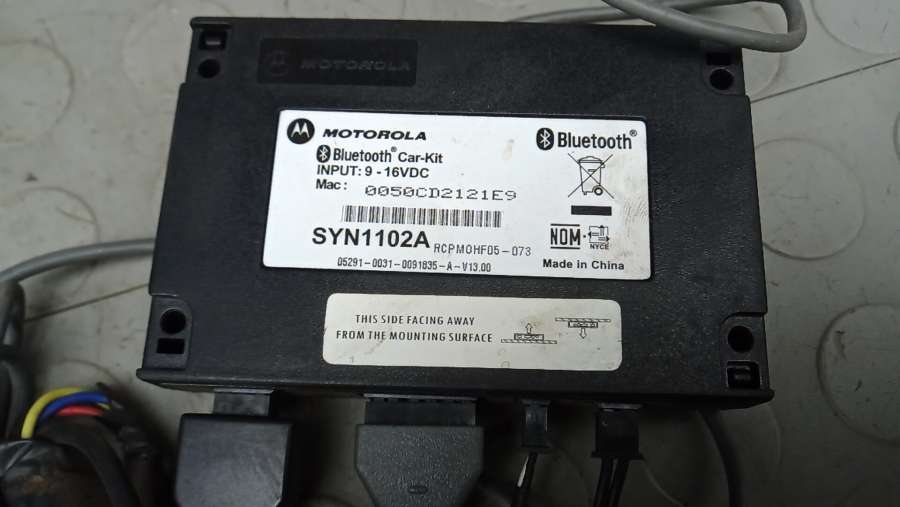 MOTOROLA
MOTOROLA
Bluetooth®
Bluetooth® Car-Kit
INPUT: 9 - 16VDC
Mac: 0050CD2121E9
SYN1102A RCPMOHF05-073
NOM
NYCE
05291-0031-0091835-A-V13.00
Made in China
THIS SIDE FACING AWAY
FROM THE MOUNTING SURFACE